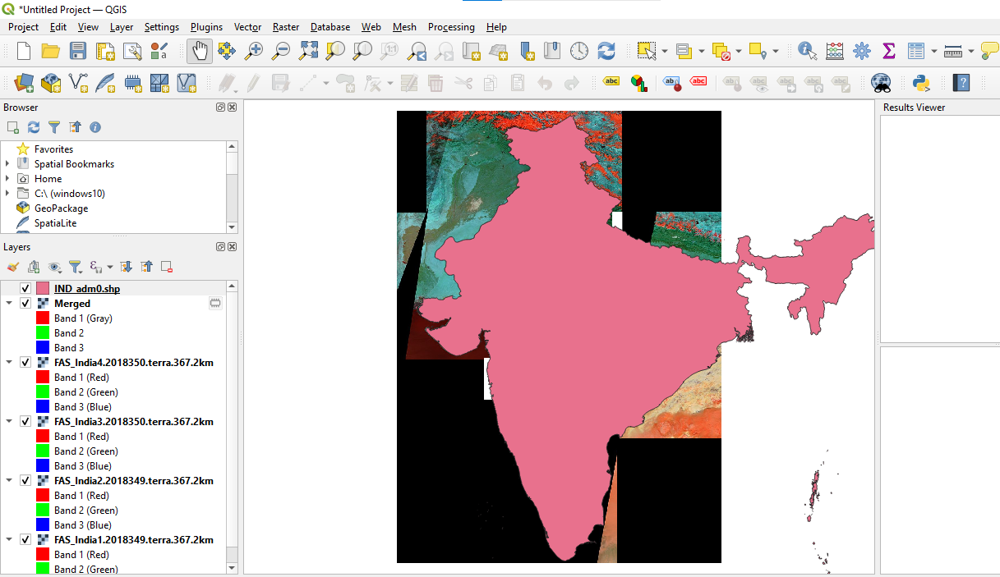 *Untitled Project — QGIS
Project Edit View Layer Settings Plugins Vector Raster Database Web Mesh Processing Help
abc abc abc
Browser
Favorites
Spatial Bookmarks
Home
C:\ (windows10)
GeoPackage
SpatiaLite
Layers
IND_adm0.shp
Merged
Band 1 (Gray)
Band 2
Band 3
FAS_India4.2018350.terra.367.2km
Band 1 (Red)
Band 2 (Green)
Band 3 (Blue)
FAS_India3.2018350.terra.367.2km
Band 1 (Red)
Band 2 (Green)
Band 3 (Blue)
FAS_India2.2018349.terra.367.2km
Band 1 (Red)
Band 2 (Green)
Band 3 (Blue)
FAS_India1.2018349.terra.367.2km
Band 1 (Red)
Band 2 (Green)
Results Viewer